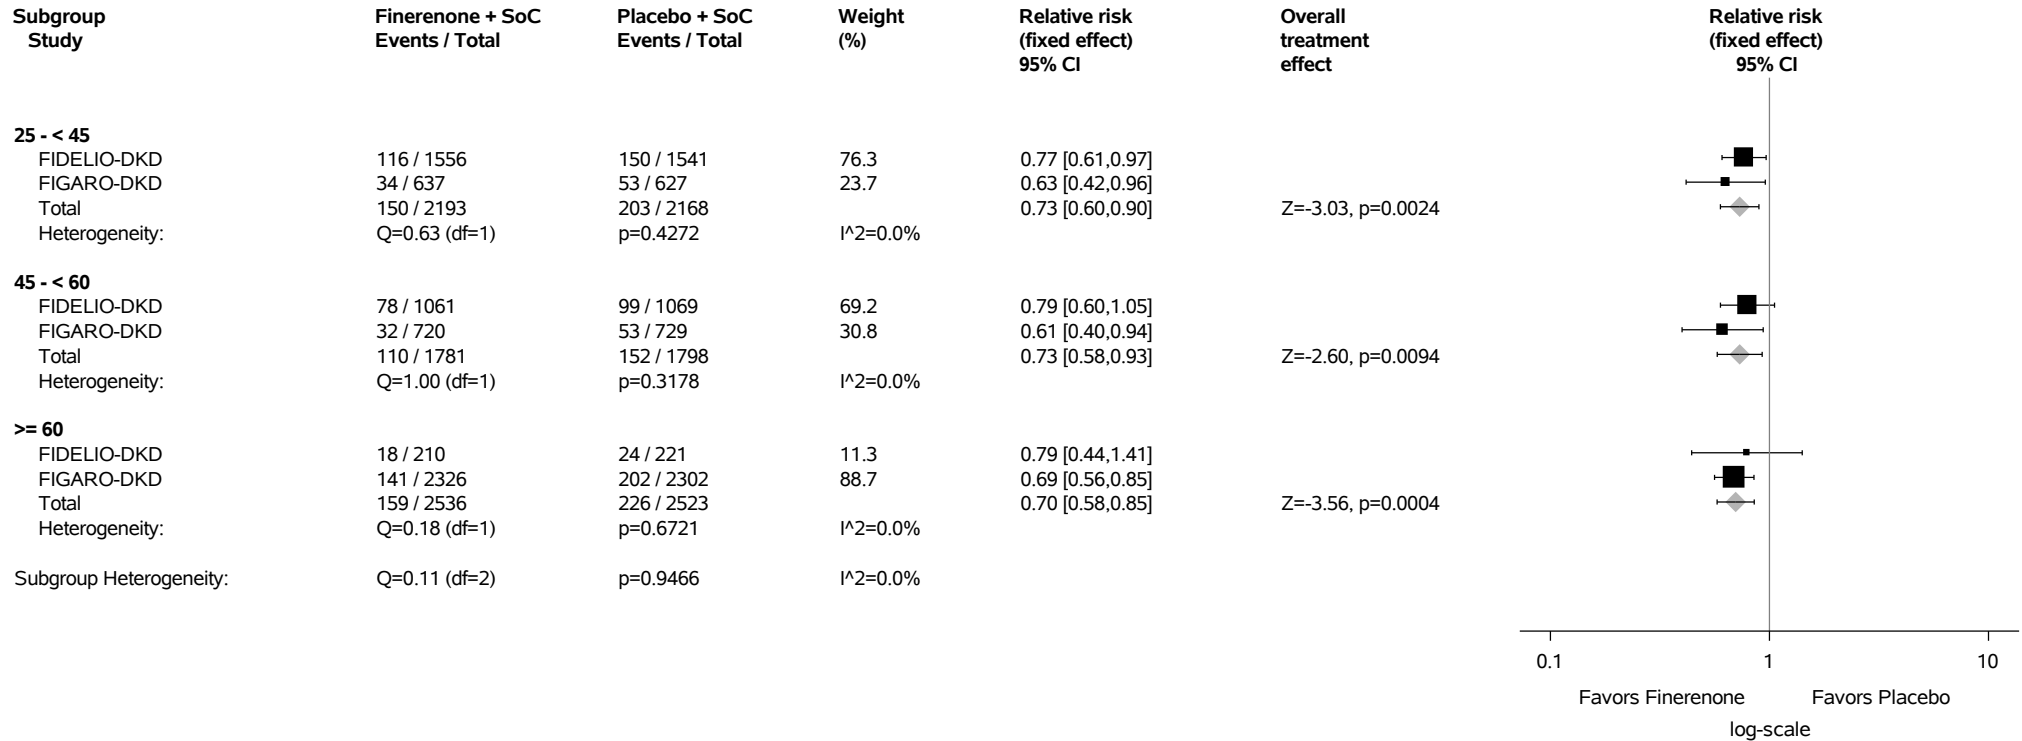 Subgroup Finerenone + SoC Placebo + SoC Weight Relative risk Overall Relative risk
Study Events / Total Events / Total (%) (fixed effect) treatment (fixed effect)
95% CI effect 95% CI
25 - < 45
FIDELIO-DKD 116 / 1556 150 / 1541 76.3 0.77 [0.61,0.97]
FIGARO-DKD 34 / 637 53 / 627 23.7 0.63 [0.42,0.96]
Total 150 / 2193 203 / 2168 0.73 [0.60,0.90] Z=-3.03, p=0.0024
Heterogeneity: Q=0.63 (df=1) p=0.4272 I^2=0.0%
45 - < 60
FIDELIO-DKD 78 / 1061 99 / 1069 69.2 0.79 [0.60,1.05]
FIGARO-DKD 32 / 720 53 / 729 30.8 0.61 [0.40,0.94]
Total 110 / 1781 152 / 1798 0.73 [0.58,0.93] Z=-2.60, p=0.0094
Heterogeneity: Q=1.00 (df=1) p=0.3178 I^2=0.0%
>= 60
FIDELIO-DKD 18 / 210 24 / 221 11.3 0.79 [0.44,1.41]
FIGARO-DKD 141 / 2326 202 / 2302 88.7 0.69 [0.56,0.85]
Total 159 / 2536 226 / 2523 0.70 [0.58,0.85] Z=-3.56, p=0.0004
Heterogeneity: Q=0.18 (df=1) p=0.6721 I^2=0.0%
Subgroup Heterogeneity: Q=0.11 (df=2) p=0.9466 I^2=0.0%
0.1 1 10
Favors Finerenone Favors Placebo
log-scale